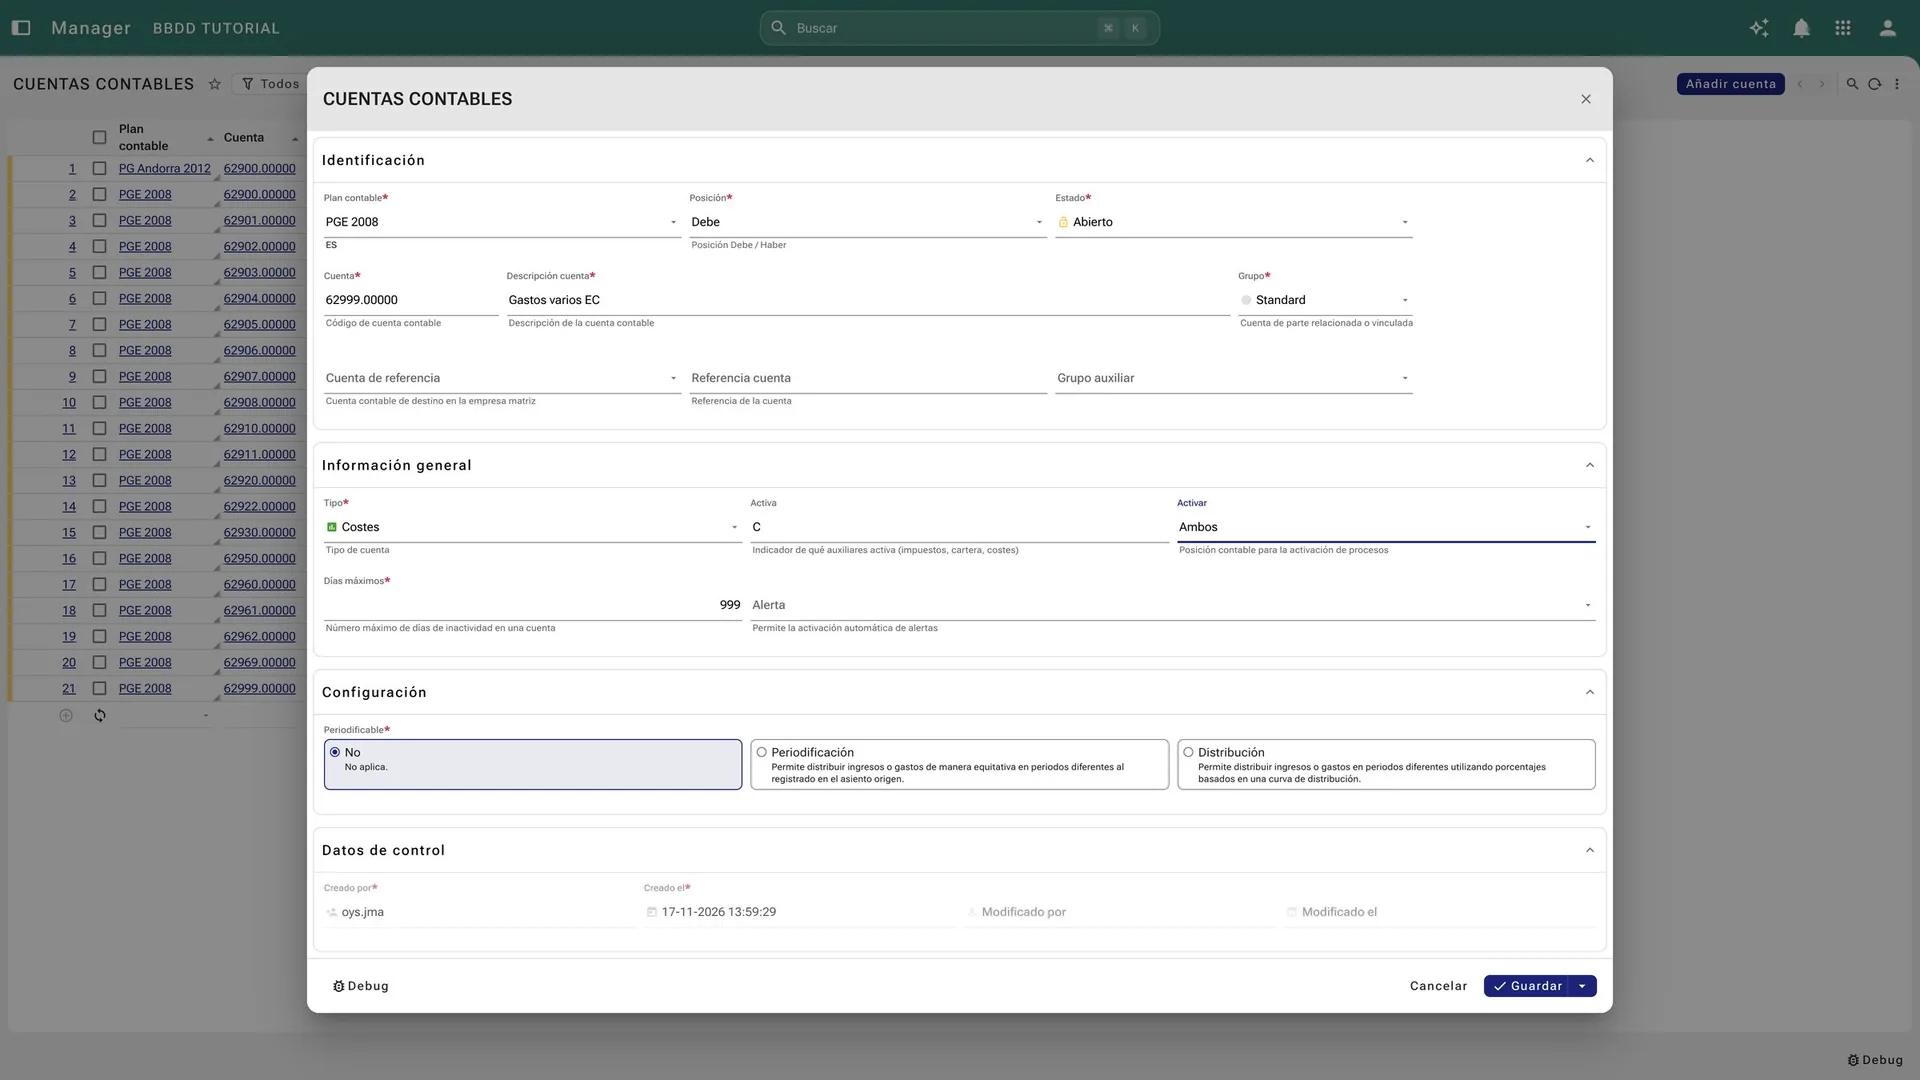 Manager BBDD TUTORIAL Buscar ⌘ K
CUENTAS CONTABLES Todos Añadir cuenta
Plan contable Cuenta
1 PG Andorra 2012 62900.00000
2 PGE 2008 62900.00000
3 PGE 2008 62901.00000
4 PGE 2008 62902.00000
5 PGE 2008 62903.00000
6 PGE 2008 62904.00000
7 PGE 2008 62905.00000
8 PGE 2008 62906.00000
9 PGE 2008 62907.00000
10 PGE 2008 62908.00000
11 PGE 2008 62910.00000
12 PGE 2008 62911.00000
13 PGE 2008 62920.00000
14 PGE 2008 62922.00000
15 PGE 2008 62930.00000
16 PGE 2008 62950.00000
17 PGE 2008 62960.00000
18 PGE 2008 62961.00000
19 PGE 2008 62962.00000
20 PGE 2008 62969.00000
21 PGE 2008 62999.00000
CUENTAS CONTABLES
Identificación
Plan contable* Posición* Estado*
PGE 2008 Debe Abierto
ES Posición Debe / Haber
Cuenta* Descripción cuenta* Grupo*
62999.00000 Gastos varios EC Standard
Código de cuenta contable Descripción de la cuenta contable Cuenta de parte relacionada o vinculada
Cuenta de referencia Referencia cuenta Grupo auxiliar
Cuenta contable de destino en la empresa matriz Referencia de la cuenta
Información general
Tipo* Activa Activar
Costes C Ambos
Tipo de cuenta Indicador de qué auxiliares activa (impuestos, cartera, costes) Posición contable para la activación de procesos
Días máximos*
999 Alerta
Número máximo de días de inactividad en una cuenta Permite la activación automática de alertas
Configuración
Periodificable*
No
No aplica.
Periodificación
Permite distribuir ingresos o gastos de manera equitativa en periodos diferentes al
registrado en el asiento origen.
Distribución
Permite distribuir ingresos o gastos en periodos diferentes utilizando porcentajes
basados en una curva de distribución.
Datos de control
Creado por* Creado el*
oys.jma 17-11-2026 13:59:29 Modificado por Modificado el
Debug Cancelar Guardar
Debug